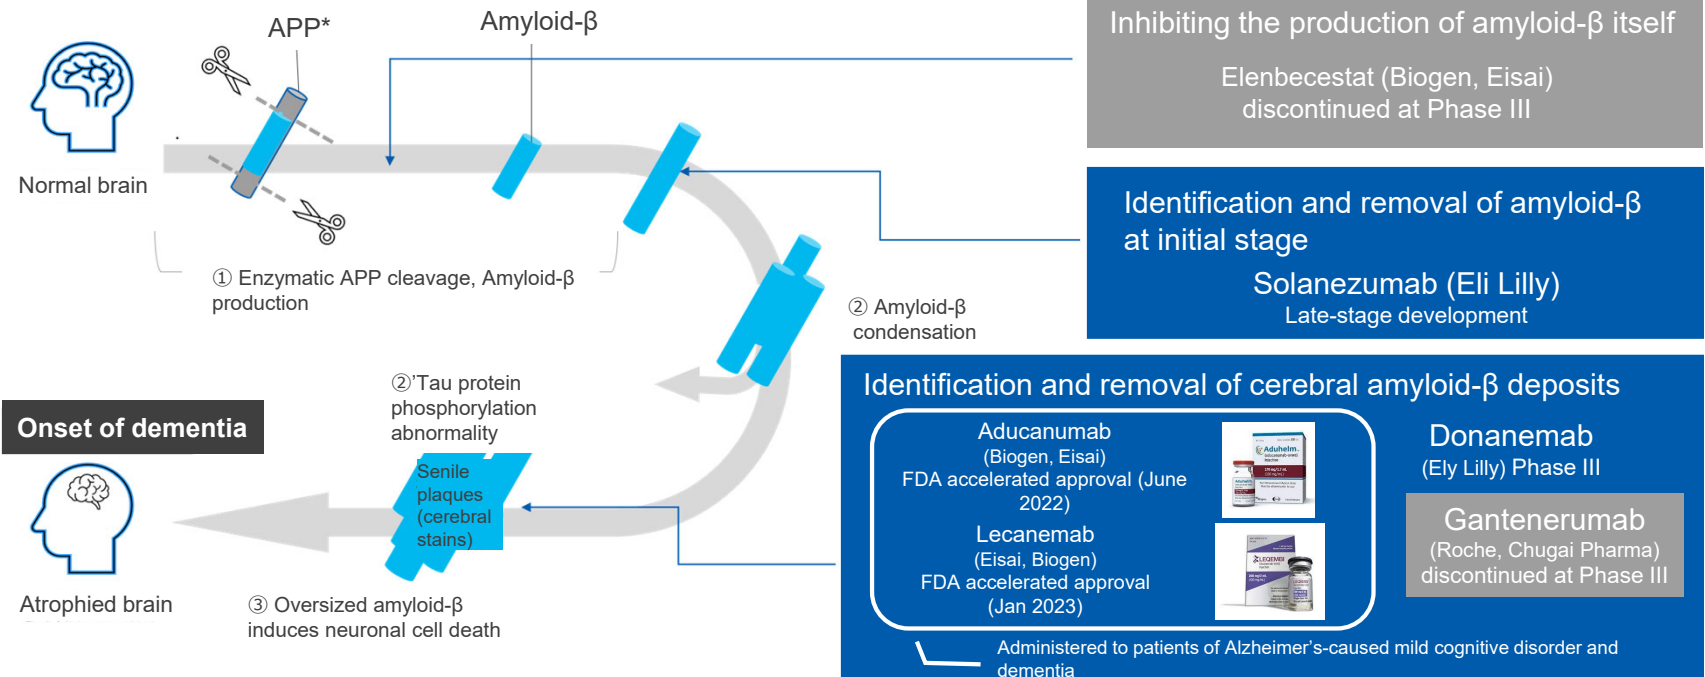 APP*
Amyloid-β
Normal brain
① Enzymatic APP cleavage, Amyloid-β
production
② Amyloid-β
condensation
②’Tau protein
phosphorylation
abnormality
Onset of dementia
Senile
plaques
(cerebral
stains)
Atrophied brain
③ Oversized amyloid-β
induces neuronal cell death
Inhibiting the production of amyloid-β itself
Elenbecestat (Biogen, Eisai)
discontinued at Phase III
Identification and removal of amyloid-β
at initial stage
Solanezumab (Eli Lilly)
Late-stage development
Identification and removal of cerebral amyloid-β deposits
Aducanumab
(Biogen, Eisai)
FDA accelerated approval (June
2022)
Aduhelm
Lecanemab
(Eisai, Biogen)
FDA accelerated approval
(Jan 2023)
LEQEMBI
Donanemab
(Ely Lilly) Phase III
Gantenerumab
(Roche, Chugai Pharma)
discontinued at Phase III
Administered to patients of Alzheimer’s-caused mild cognitive disorder and
dementia